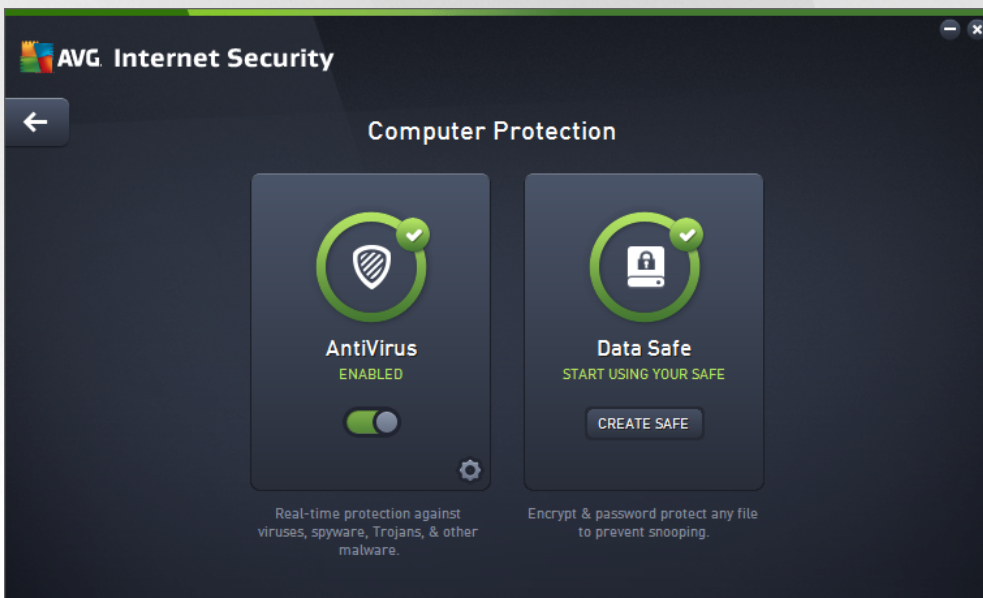 AVG. Internet Security
Computer Protection
AntiVirus
ENABLED
Real-time protection against
viruses, spyware, Trojans, & other
malware.
Data Safe
START USING YOUR SAFE
CREATE SAFE
Encrypt & password protect any file
to prevent snooping.